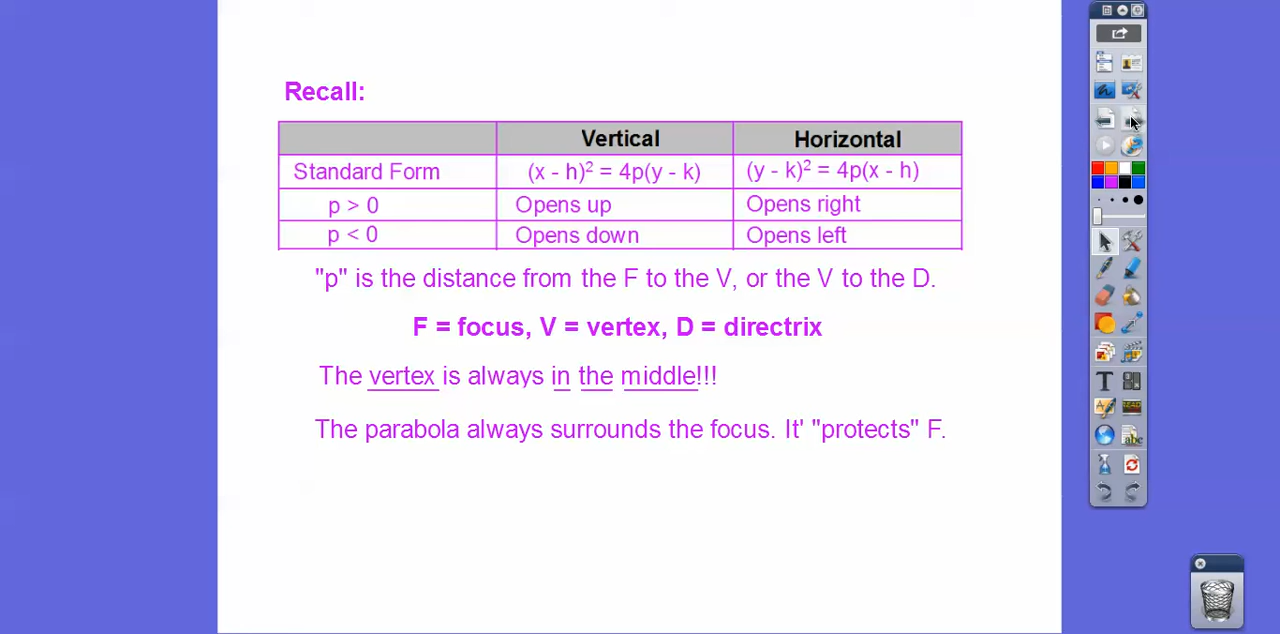 Recall:
Vertical Horizontal
Standard Form (x - h)² = 4p(y - k) (y - k)² = 4p(x - h)
p > 0 Opens up Opens right
p < 0 Opens down Opens left
"p" is the distance from the F to the V, or the V to the D.
F = focus, V = vertex, D = directrix
The vertex is always in the middle!!!
The parabola always surrounds the focus. It' "protects" F.
T
abc